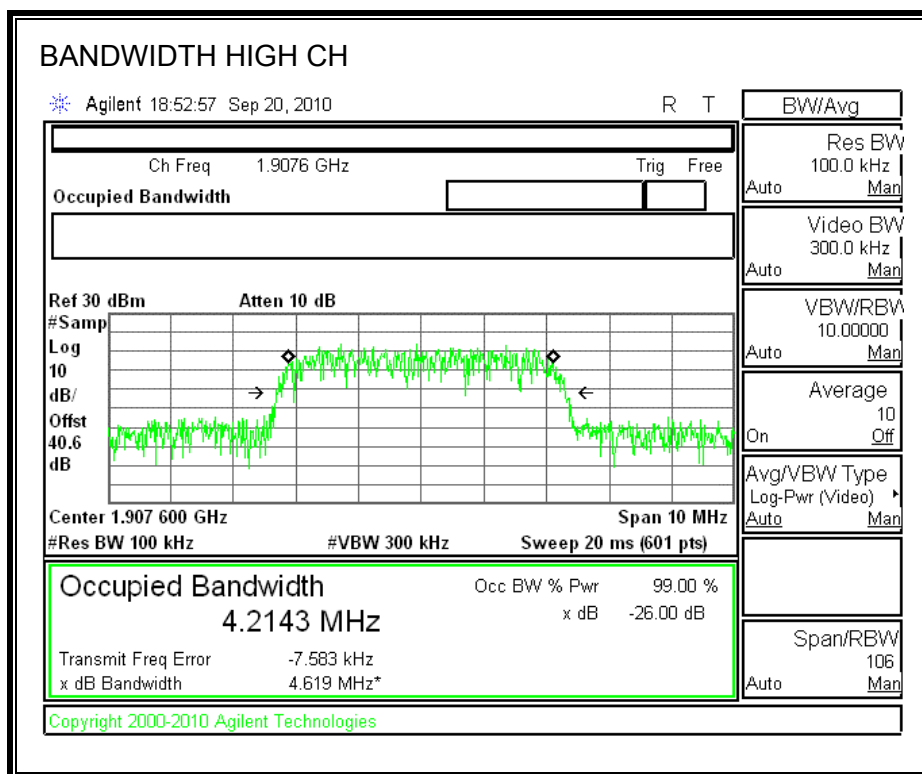 BANDWIDTH HIGH CH
Agilent 18:52:57 Sep 20, 2010 R T
BW/Avg
Ch Freq 1.9076 GHz Trig Free
Occupied Bandwidth
Res BW
100.0 kHz
Auto Man
Video BW
300.0 kHz
Auto Man
VBW/RBW
10.00000
Auto Man
Average
10
On Off
Avg/VBW Type
Log-Pwr (Video)
Auto Man
Span/RBW
106
Auto Man
Ref 30 dBm Atten 10 dB
#Samp
Log
10
dB/
Offst
40.6
dB
Center 1.907 600 GHz Span 10 MHz
#Res BW 100 kHz #VBW 300 kHz Sweep 20 ms (601 pts)
Occupied Bandwidth Occ BW % Pwr 99.00 %
4.2143 MHz x dB -26.00 dB
Transmit Freq Error -7.583 kHz
x dB Bandwidth 4.619 MHz*
Copyright 2000-2010 Agilent Technologies